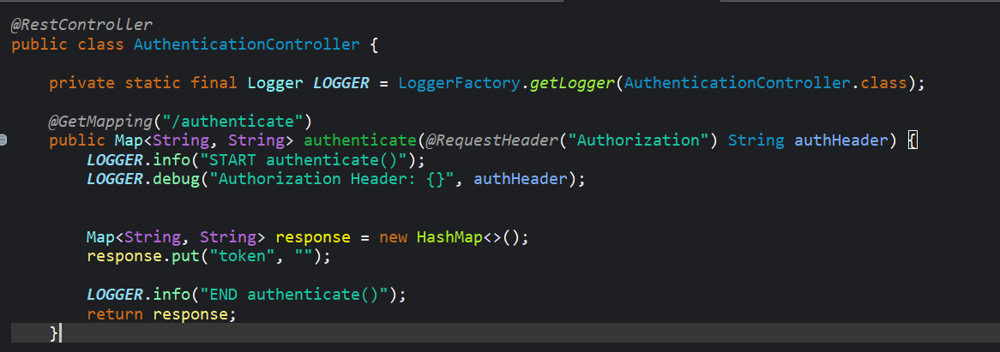 @RestController
public class AuthenticationController {
private static final Logger LOGGER = LoggerFactory.getLogger(AuthenticationController.class);
@GetMapping("/authenticate")
public Map<String, String> authenticate(@RequestHeader("Authorization") String authHeader) {
LOGGER.info("START authenticate()");
LOGGER.debug("Authorization Header: {}", authHeader);
Map<String, String> response = new HashMap<>();
response.put("token", "");
LOGGER.info("END authenticate()");
return response;
}